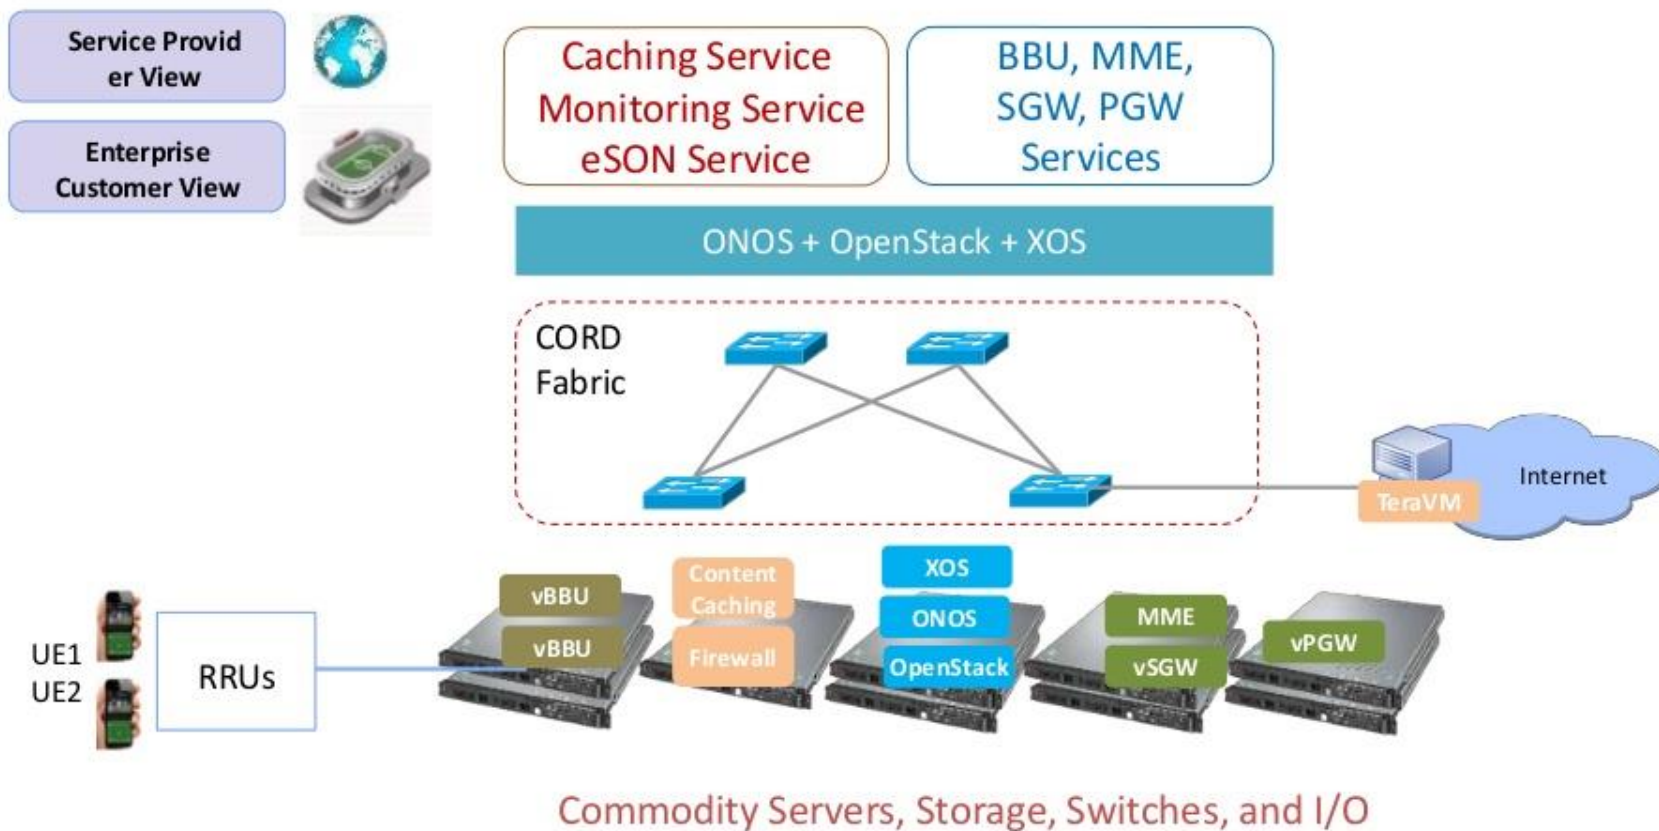 Service Provid
er View
Enterprise
Customer View
Caching Service
Monitoring Service
eSON Service
BBU, MME,
SGW, PGW
Services
ONOS + OpenStack + XOS
CORD
Fabric
Internet
TeraVM
vBBU
vBBU
Content
Caching
Firewall
XOS
ONOS
OpenStack
MME
vSGW
vPGW
UE1
UE2
RRUs
Commodity Servers, Storage, Switches, and I/O